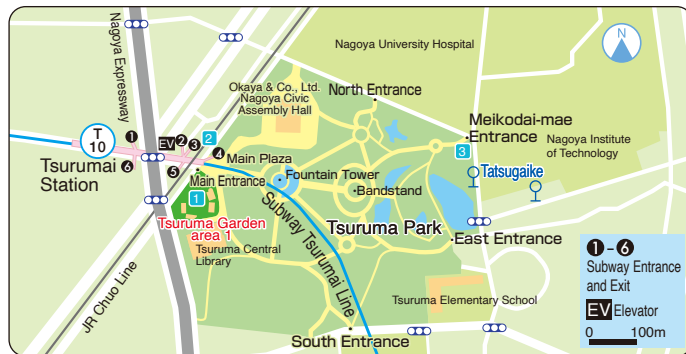 Nagoya Expressway
Nagoya University Hospital
N
Okaya & Co., Ltd.
Nagoya Civic
Assembly Hall
North Entrance
Meikodai-mae
Entrance
Nagoya Institute
of Technology
T
10
Tsurumai
Station
1
EV
2
3
2
4
5
6
Main Plaza
Main Entrance
1
Tsuruma Garden
area 1
Fountain Tower
Bandstand
3
Tatsugaike
Subway Tsurumai Line
Tsuruma Park
Tsuruma Central
Library
East Entrance
JR Chuo Line
Tsuruma Elementary School
South Entrance
1 - 6
Subway Entrance
and Exit
EV Elevator
0 100m